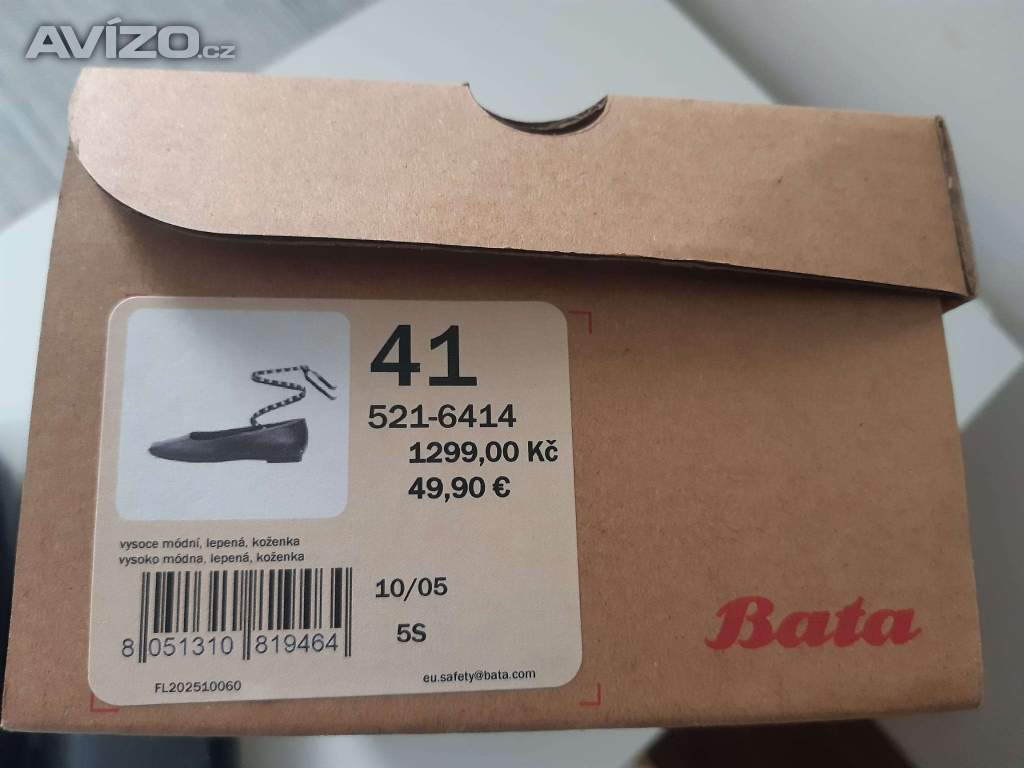 AVÍZO.cz
41
521-6414
1299,00 Kč
49,90 €
vysoce módní, lepená, koženka
vysoko módna, lepená, koženka
10/05
5S
8 051310 819464
eu.safety@bata.com
FL202510060
Bata